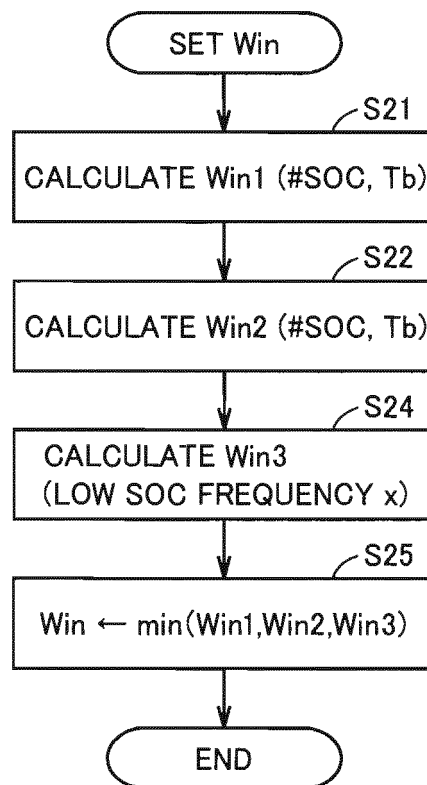 SET Win
S21
CALCULATE Win1 (#SOC, Tb)
S22
CALCULATE Win2 (#SOC, Tb)
S24
CALCULATE Win3
(LOW SOC FREQUENCY x)
S25
Win ← min(Win1,Win2,Win3)
END